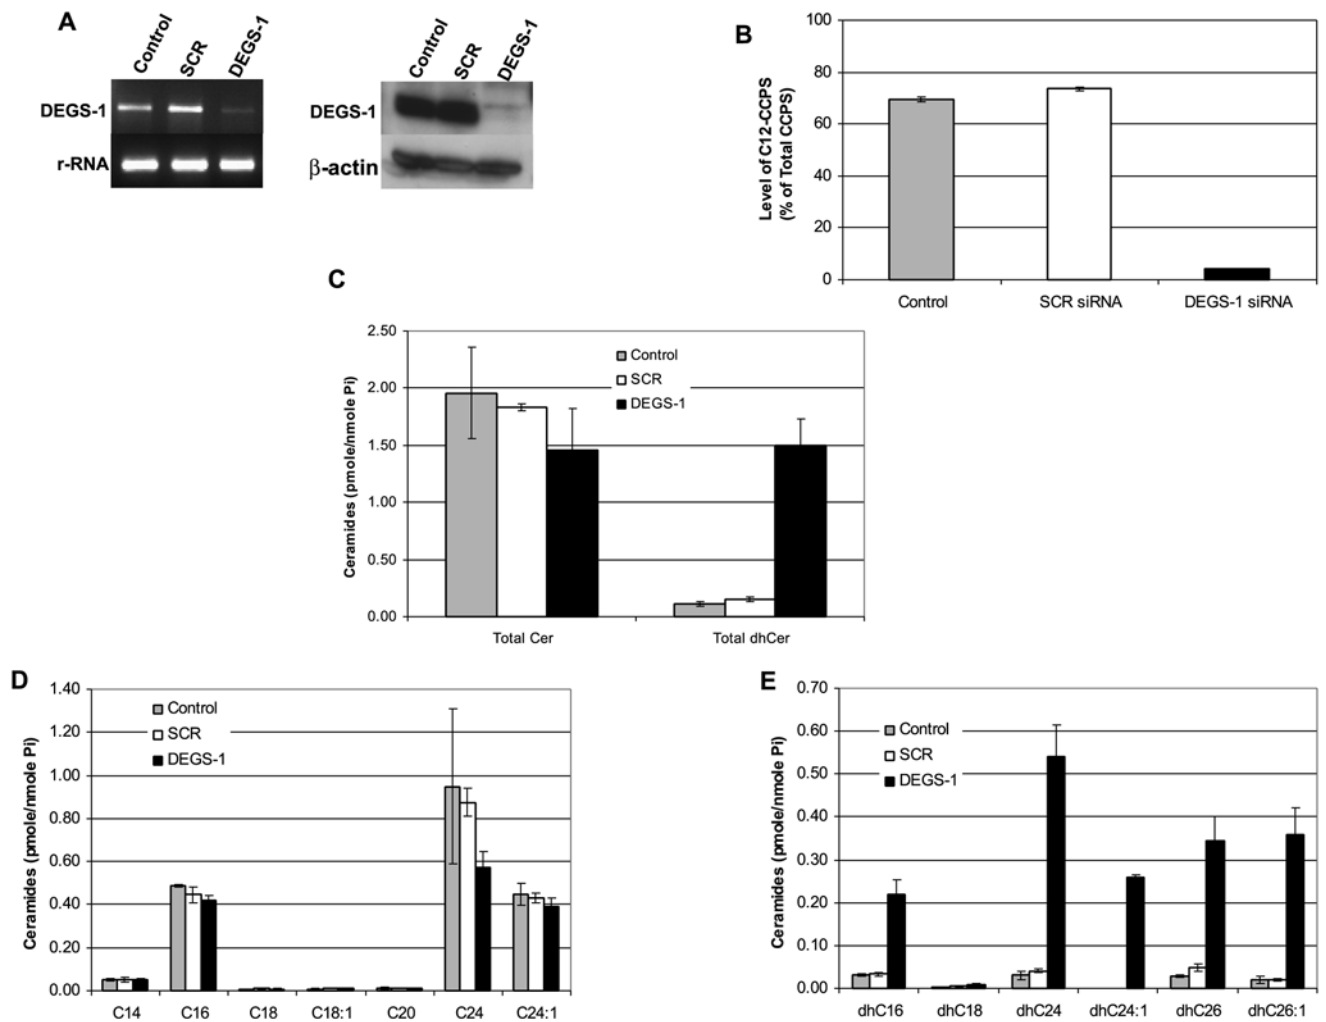 A
Control
SCR
DEGS-1
DEGS-1
r-RNA
Control
SCR
DEGS-1
DEGS-1
β-actin
B
Level of C12-CCPS
(% of Total CCPS)
100
80
60
40
20
0
Control
SCR siRNA
DEGS-1 siRNA
C
Ceramides (pmole/nmole Pi)
2.50
2.00
1.50
1.00
0.50
0.00
Control
SCR
DEGS-1
Total Cer
Total dhCer
D
Ceramides (pmole/nmole Pi)
1.40
1.20
1.00
0.80
0.60
0.40
0.20
0.00
Control
SCR
DEGS-1
C14
C16
C18
C18:1
C20
C24
C24:1
E
Ceramides (pmole/nmole Pi)
0.70
0.60
0.50
0.40
0.30
0.20
0.10
0.00
Control
SCR
DEGS-1
dhC16
dhC18
dhC24
dhC24:1
dhC26
dhC26:1